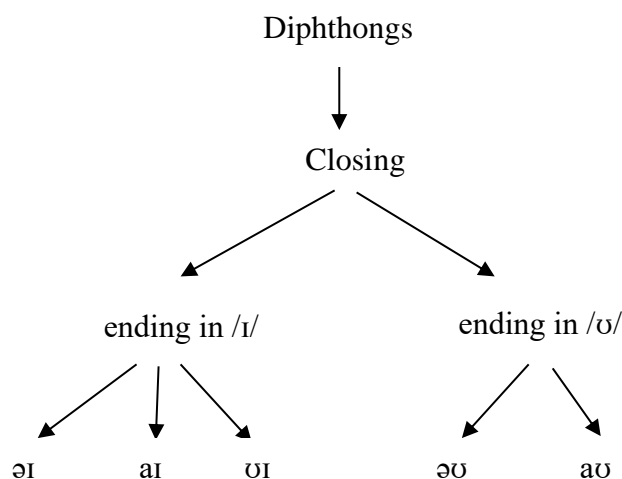 Diphthongs
Closing
ending in /ɪ/ ending in /ʊ/
əɪ aɪ ʊɪ əʊ aʊ